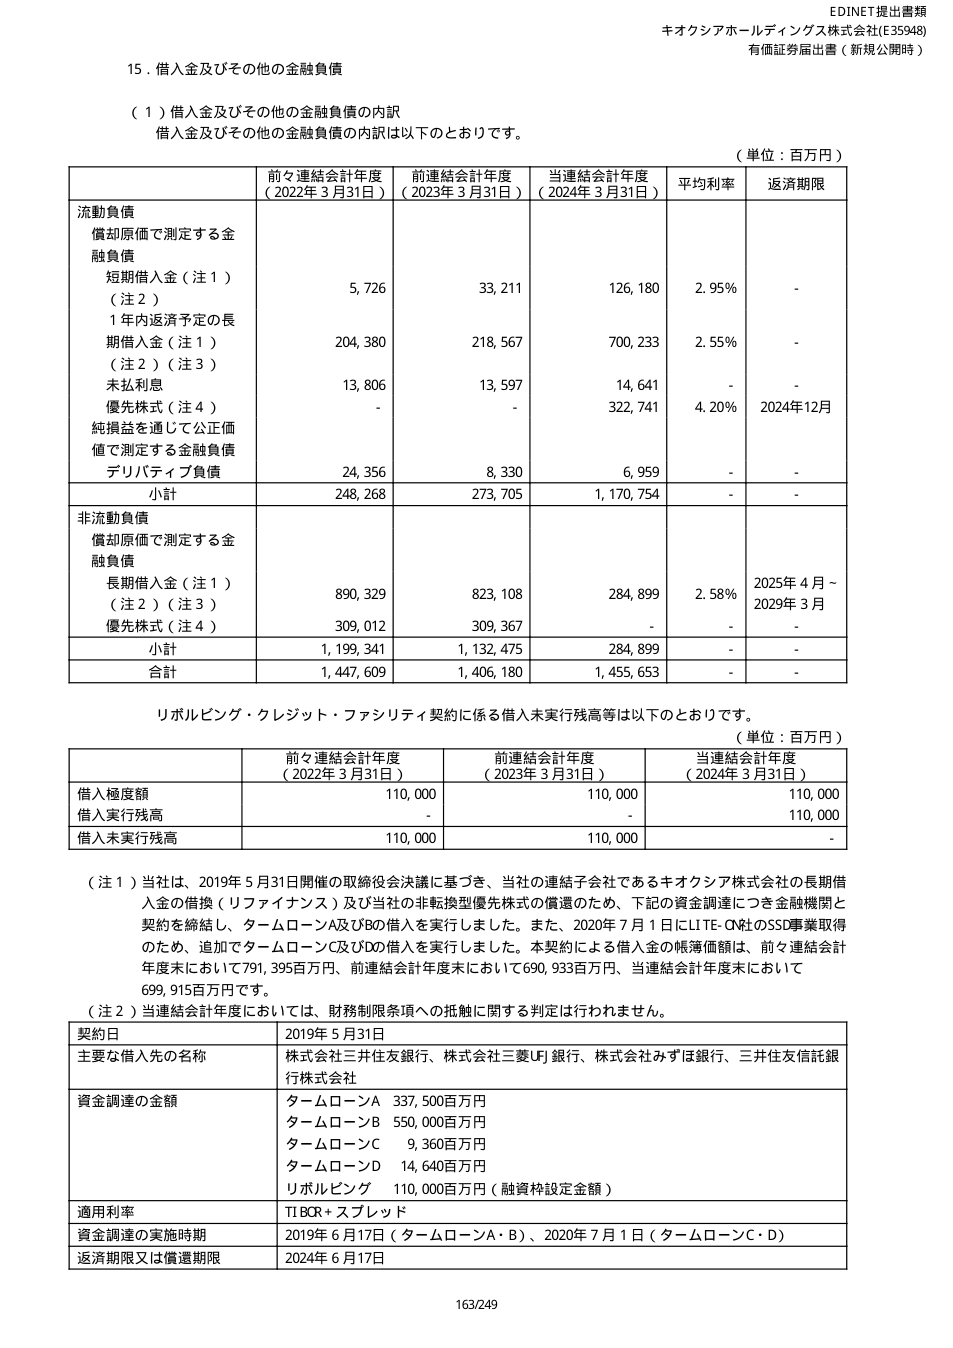 EDINET提出書類
キオクシアホールディングス株式会社(E35948)
有価証券届出書（新規公開時）
15．借入金及びその他の金融負債
（１）借入金及びその他の金融負債の内訳
借入金及びその他の金融負債の内訳は以下のとおりです。
（単位：百万円）
前々連結会計年度 前連結会計年度 当連結会計年度 平均利率 返済期限
（2022年３月31日） （2023年３月31日） （2024年３月31日）
流動負債
償却原価で測定する金
融負債
短期借入金（注１）
（注２） 5,726 33,211 126,180 2.95% -
１年内返済予定の長
期借入金（注１） 204,380 218,567 700,233 2.55% -
（注２）（注３）
未払利息 13,806 13,597 14,641 - -
優先株式（注４） - - 322,741 4.20% 2024年12月
純損益を通じて公正価
値で測定する金融負債
デリバティブ負債 24,356 8,330 6,959 - -
小計 248,268 273,705 1,170,754 - -
非流動負債
償却原価で測定する金
融負債
長期借入金（注１） 890,329 823,108 284,899 2.58% 2025年４月～
（注２）（注３） 2029年３月
優先株式（注４） 309,012 309,367 - - -
小計 1,199,341 1,132,475 284,899 - -
合計 1,447,609 1,406,180 1,455,653 - -
リボルビング・クレジット・ファシリティ契約に係る借入未実行残高等は以下のとおりです。
（単位：百万円）
前々連結会計年度 前連結会計年度 当連結会計年度
（2022年３月31日） （2023年３月31日） （2024年３月31日）
借入極度額 110,000 110,000 110,000
借入実行残高 - - 110,000
借入未実行残高 110,000 110,000 -
（注１）当社は、2019年５月31日開催の取締役会決議に基づき、当社の連結子会社であるキオクシア株式会社の長期借
入金の借換（リファイナンス）及び当社の非転換型優先株式の償還のため、下記の資金調達につき金融機関と
契約を締結し、タームローンA及びBの借入を実行しました。また、2020年７月１日にLITE-ON社のSSD事業取得
のため、追加でタームローンC及びDの借入を実行しました。本契約による借入金の帳簿価額は、前々連結会計
年度末において791,395百万円、前連結会計年度末において690,933百万円、当連結会計年度末において
699,915百万円です。
（注２）当連結会計年度においては、財務制限条項への抵触に関する判定は行われません。
契約日 2019年５月31日
主要な借入先の名称 株式会社三井住友銀行、株式会社三菱UFJ銀行、株式会社みずほ銀行、三井住友信託銀
行株式会社
資金調達の金額 タームローンA 337,500百万円
タームローンB 550,000百万円
タームローンC 9,360百万円
タームローンD 14,640百万円
リボルビング 110,000百万円（融資枠設定金額）
適用利率 TIBOR＋スプレッド
資金調達の実施時期 2019年６月17日（タームローンA・B）、2020年７月１日（タームローンC・D）
返済期限又は償還期限 2024年６月17日
163/249